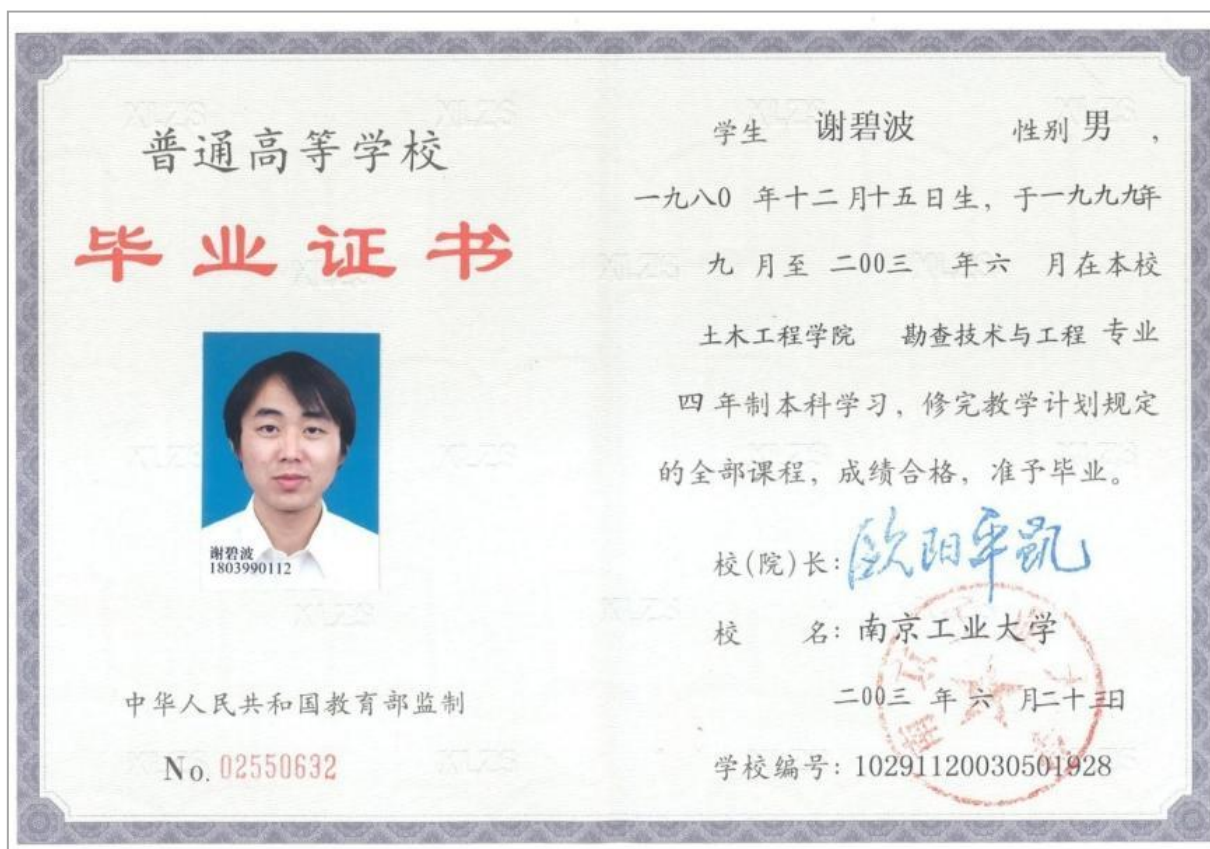 普通高等学校
毕业证书
谢碧波
1803990112
中华人民共和国教育部监制
No. 02550632
学生 谢碧波 性别 男，
一九八0 年十二月十五日生，于一九九九年
九 月至 二00三 年六 月在本校
土木工程学院 勘查技术与工程 专业
四 年制本科学习，修完教学计划规定
的全部课程，成绩合格，准予毕业。
校(院)长：欧阳平凯
校 名：南京工业大学
二00三 年 六 月二十三日
学校编号：10291120030501928
南京工业大学